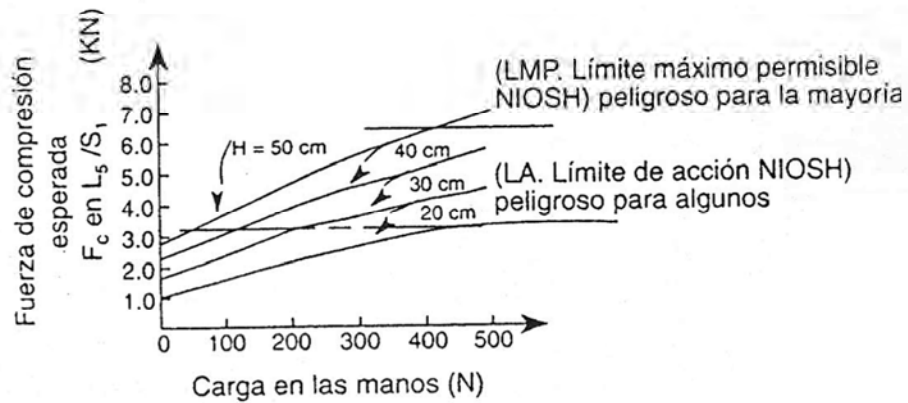 Fuerza de compresión
esperada
F_c en L_5/S_1 (KN)
8.0
7.0
6.0
5.0
4.0
3.0
2.0
1.0
0 100 200 300 400 500
H = 50 cm
40 cm
30 cm
20 cm
(LMP. Límite máximo permisible
NIOSH) peligroso para la mayoría
(LA. Límite de acción NIOSH)
peligroso para algunos
Carga en las manos (N)